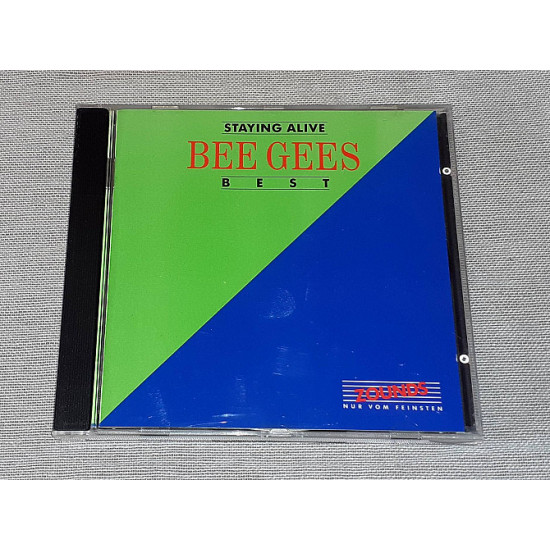 STAYING ALIVE
BEE GEES
BEST
ZOUNDS
NUR VOM FEINSTEN